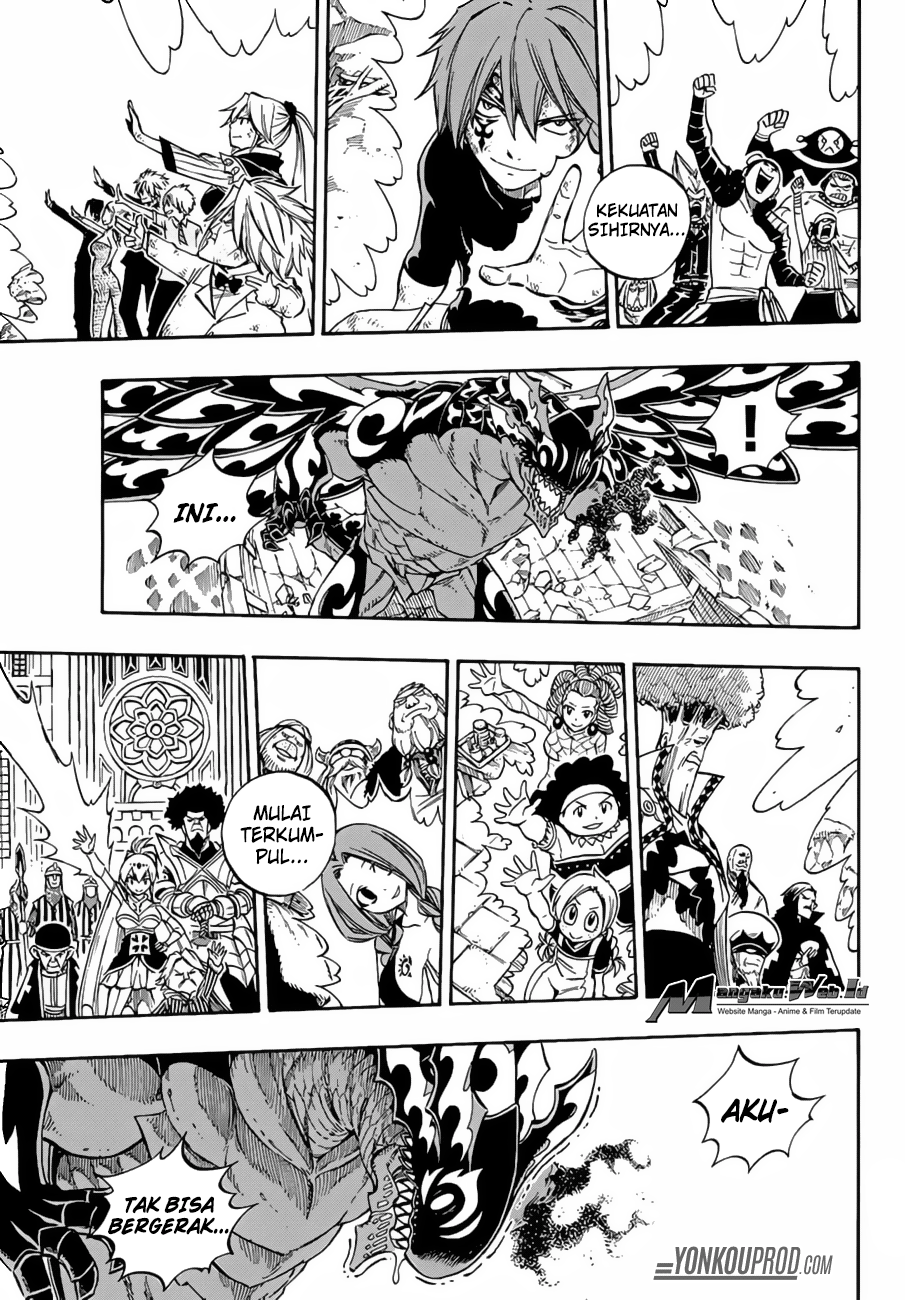 KEKUATAN
SIHIRNYA...
!
INI...
MULAI
TERKUM-
PUL...
Mangaku.Web.Id
Website Manga - Anime & Film Terupdate
AKU-
TAK BISA
BERGERAK...
=YONKOUPROD.COM